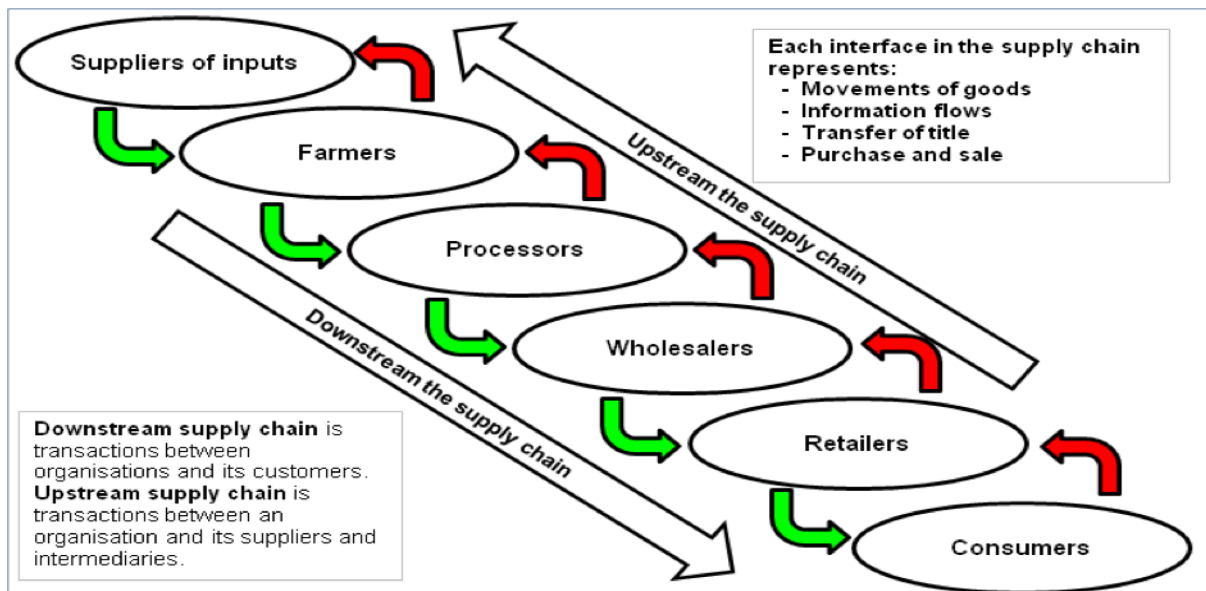 Suppliers of inputs
Farmers
Processors
Wholesalers
Retailers
Consumers
Upstream the supply chain
Downstream the supply chain
Each interface in the supply chain
represents:
- Movements of goods
- Information flows
- Transfer of title
- Purchase and sale
Downstream supply chain is
transactions between
organisations and its customers.
Upstream supply chain is
transactions between an
organisation and its suppliers and
intermediaries.